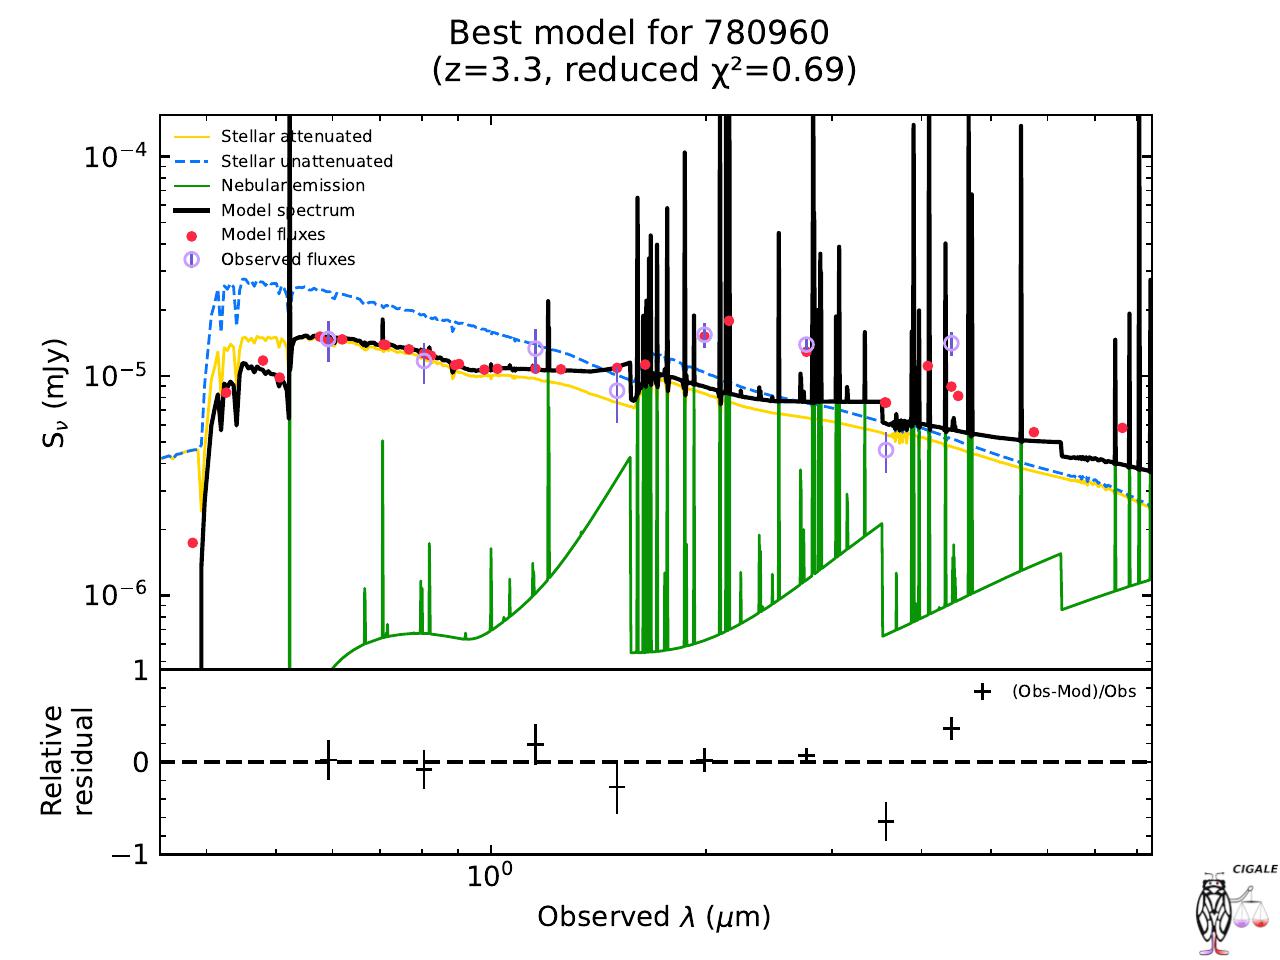 Best model for 780960
(z=3.3, reduced χ²=0.69)
Stellar attenuated
Stellar unattenuated
Nebular emission
Model spectrum
Model fluxes
Observed fluxes
10⁻⁴
10⁻⁵
10⁻⁶
Sν (mJy)
(Obs-Mod)/Obs
1
0
−1
Relative
residual
10⁰
Observed λ (μm)
CIGALE